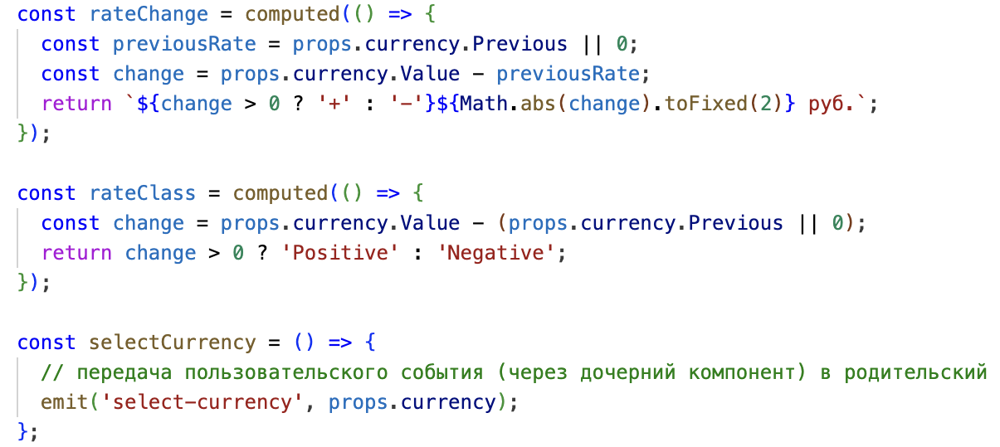 const rateChange = computed(() => {
  const previousRate = props.currency.Previous || 0;
  const change = props.currency.Value - previousRate;
  return `${change > 0 ? '+' : '-'}${Math.abs(change).toFixed(2)} руб.`;
});

const rateClass = computed(() => {
  const change = props.currency.Value - (props.currency.Previous || 0);
  return change > 0 ? 'Positive' : 'Negative';
});

const selectCurrency = () => {
  // передача пользовательского события (через дочерний компонент) в родительский
  emit('select-currency', props.currency);
};